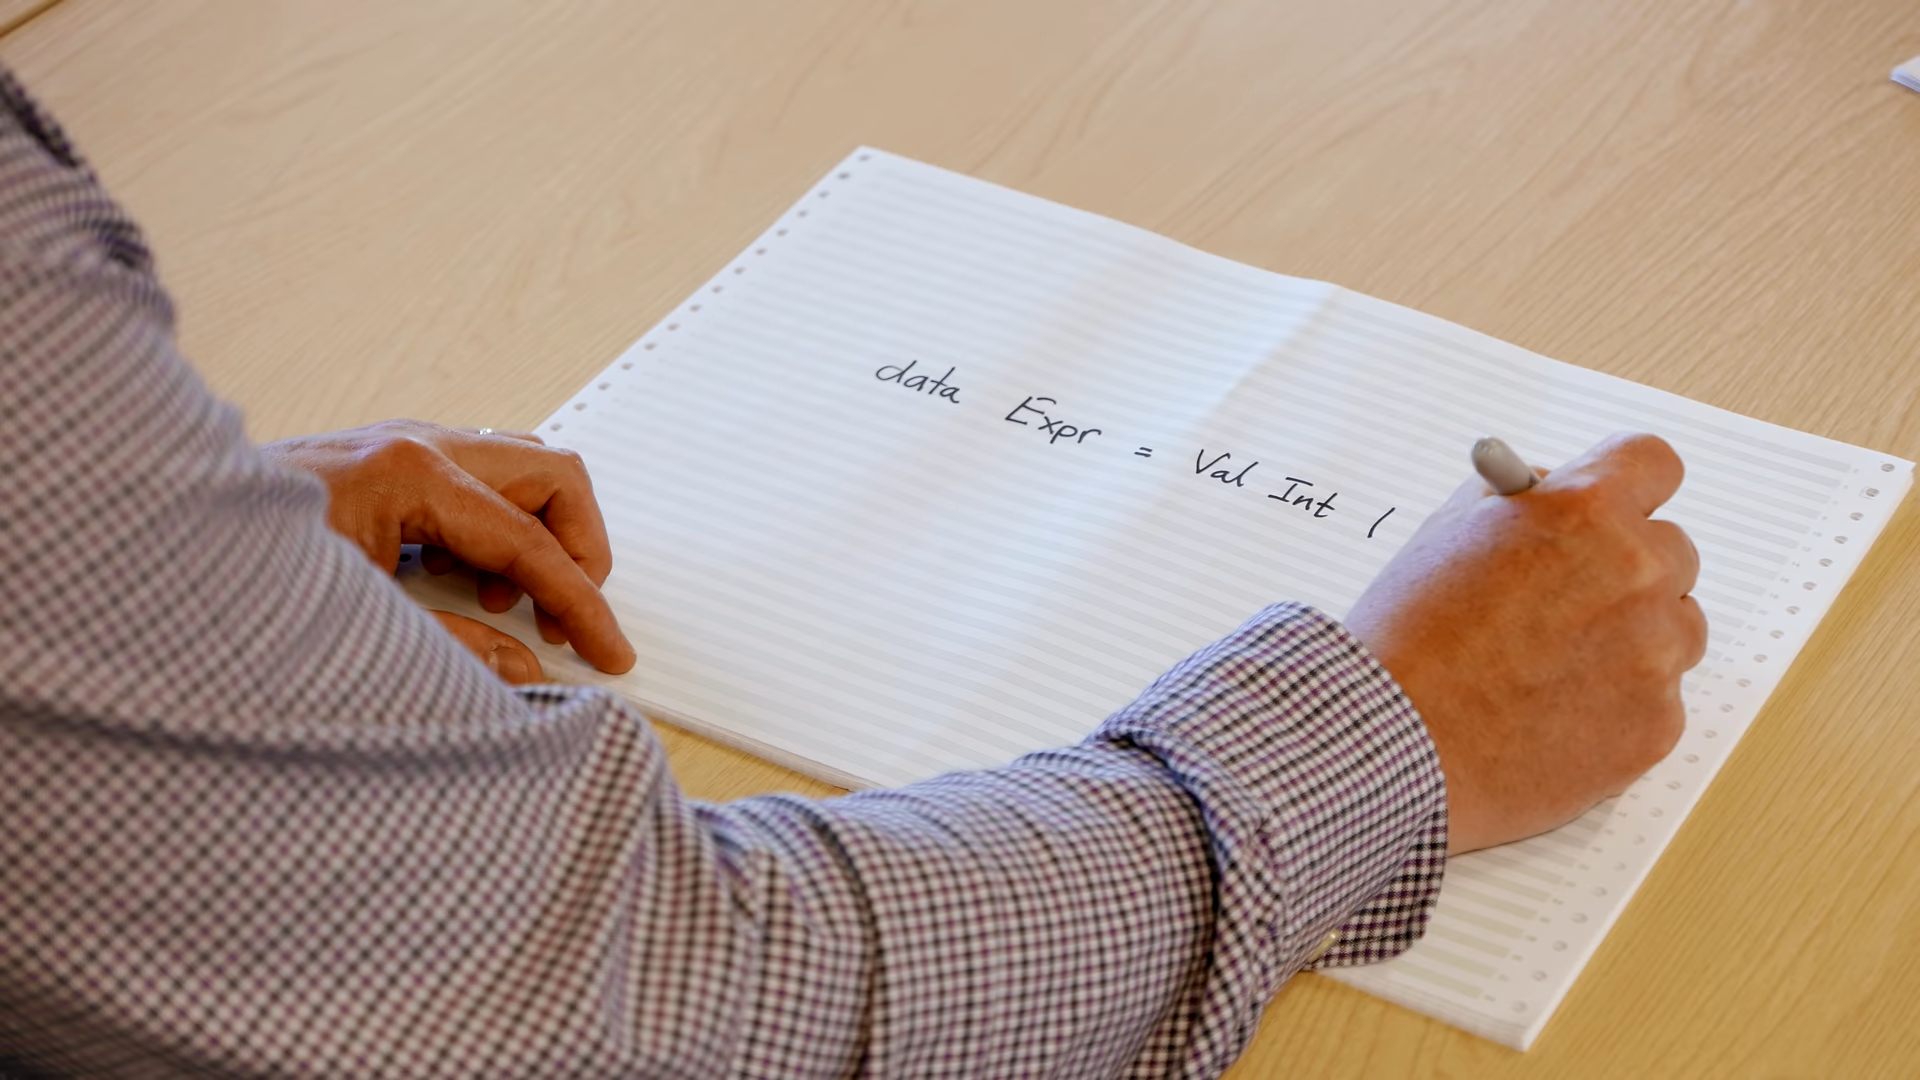 data Expr = Val Int |